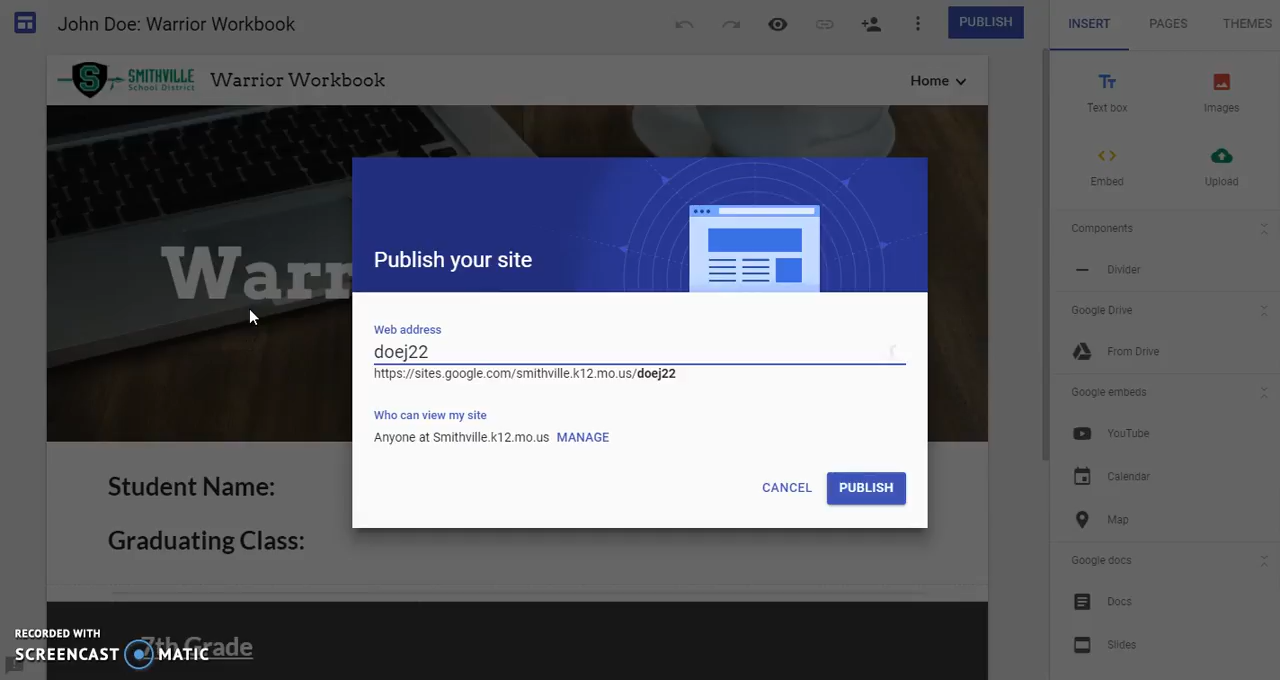 John Doe: Warrior Workbook
PUBLISH
INSERT
PAGES
THEMES
SMITHVILLE
School District
Warrior Workbook
Home
Text box
Images
Embed
Upload
Components
Divider
Google Drive
From Drive
Google embeds
YouTube
Calendar
Map
Google docs
Docs
Slides
Warr
Publish your site
Web address
doej22
https://sites.google.com/smithville.k12.mo.us/doej22
Who can view my site
Anyone at Smithville.k12.mo.us MANAGE
CANCEL
PUBLISH
Student Name:
Graduating Class:
7th Grade
RECORDED WITH
SCREENCAST MATIC